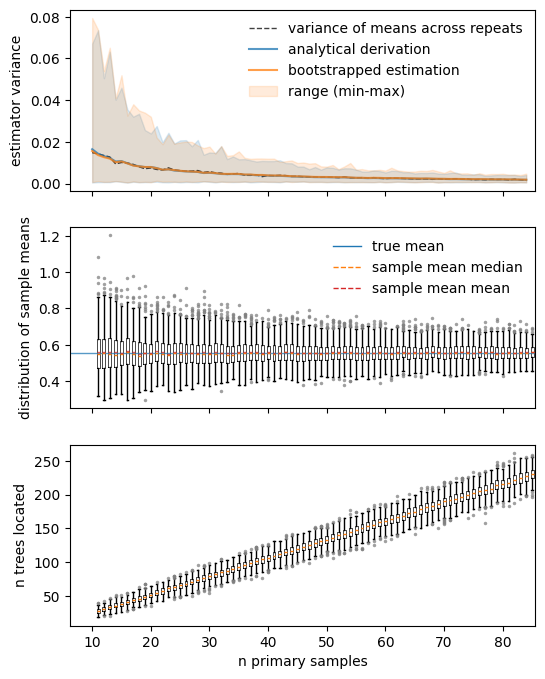 0.08
0.06
0.04
0.02
0.00
estimator variance
variance of means across repeats
analytical derivation
bootstrapped estimation
range (min-max)
1.2
1.0
0.8
0.6
0.4
distribution of sample means
true mean
sample mean median
sample mean mean
250
200
150
100
50
n trees located
10 20 30 40 50 60 70 80
n primary samples